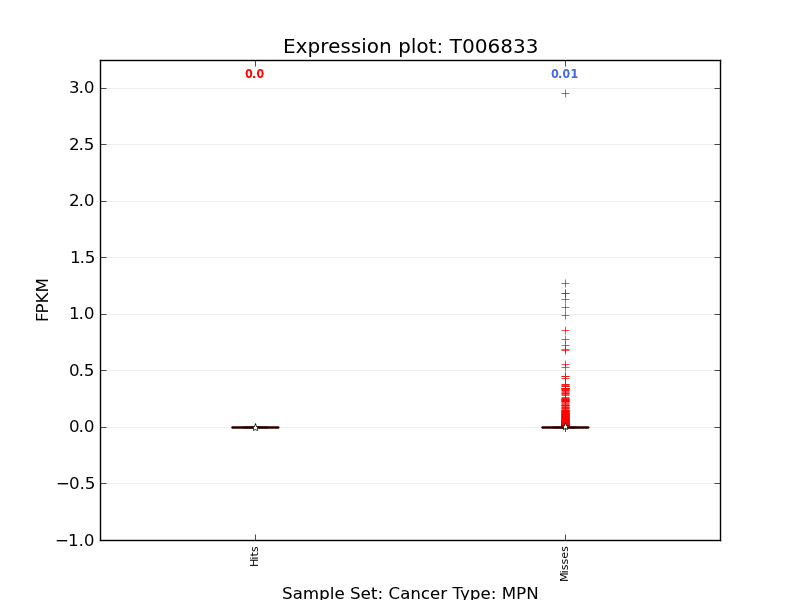 Expression plot: T006833
0.0
0.01
3.0
2.5
2.0
1.5
1.0
0.5
0.0
−0.5
−1.0
FPKM
Hits
Misses
Sample Set: Cancer Type: MPN